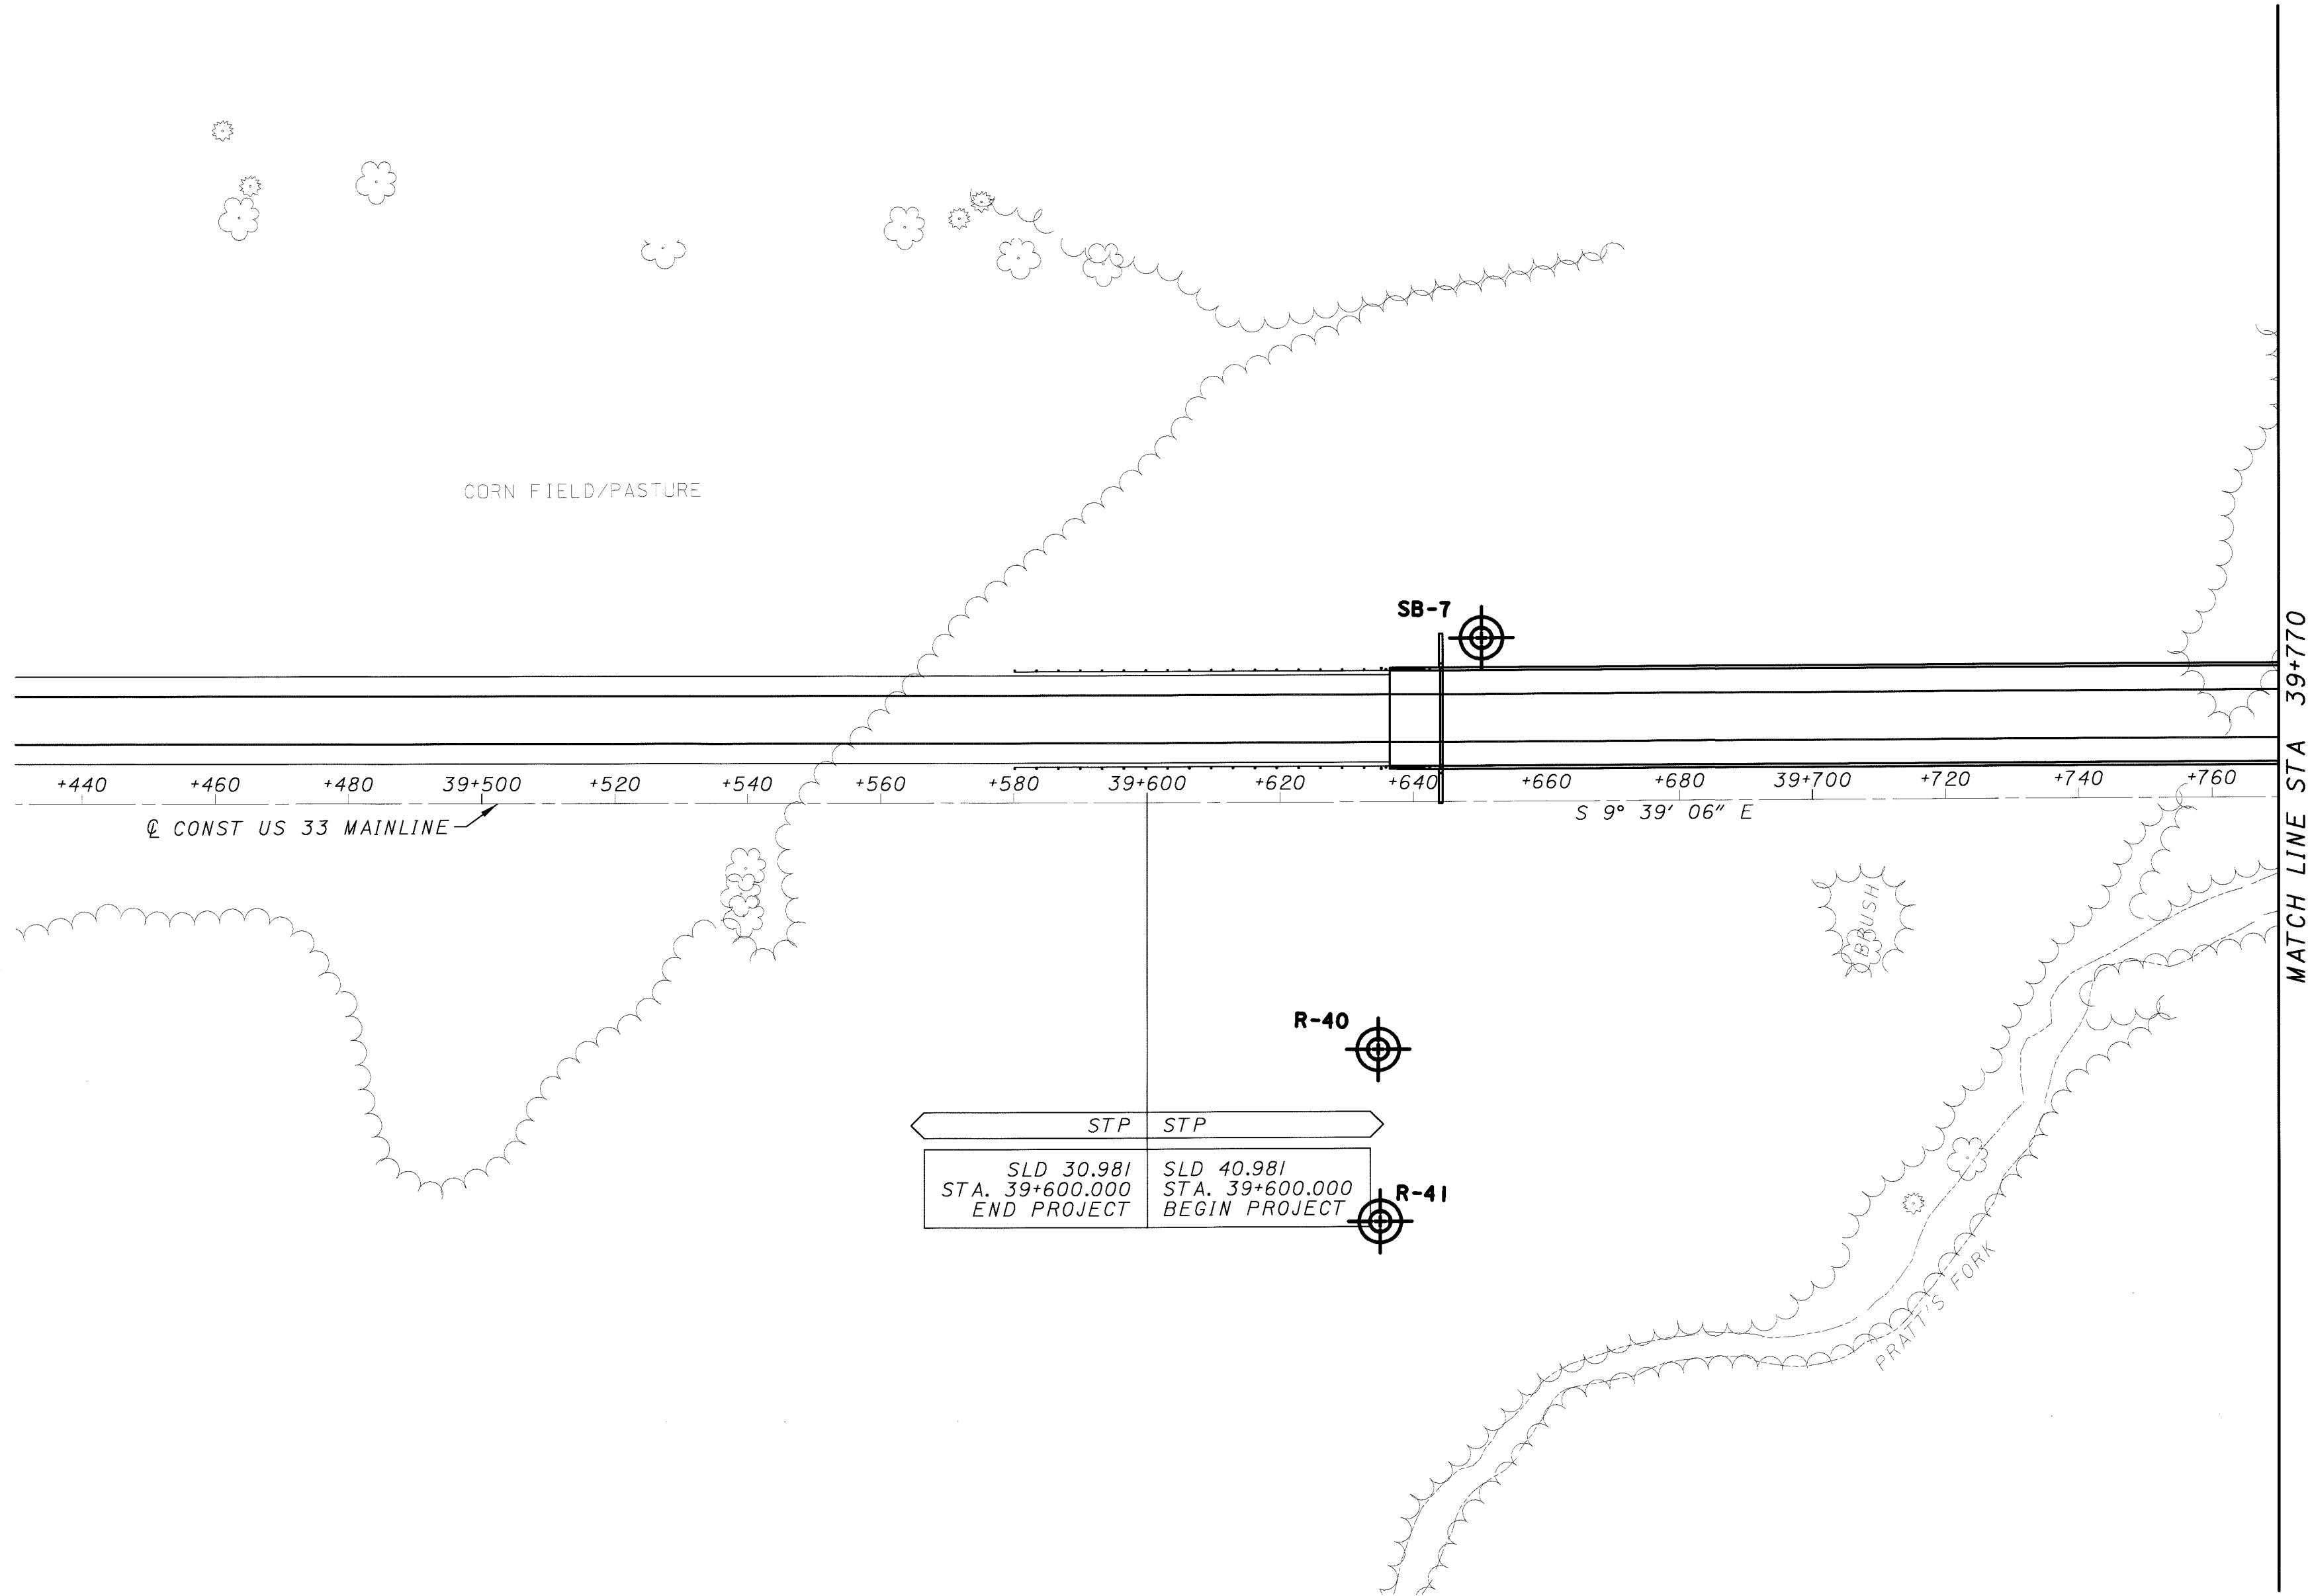 CORN FIELD/PASTURE
SB-7
+440 +460 +480 39+500 +520 +540 +560 +580 39+600 +620 +640 +660 +680 39+700 +720 +740 +760
℄ CONST US 33 MAINLINE
S 9° 39' 06" E
MATCH LINE STA 39+770
BRUSH
R-40
STP STP
SLD 30.981
STA. 39+600.000
END PROJECT
SLD 40.981
STA. 39+600.000
BEGIN PROJECT
R-41
PRATT'S FORK